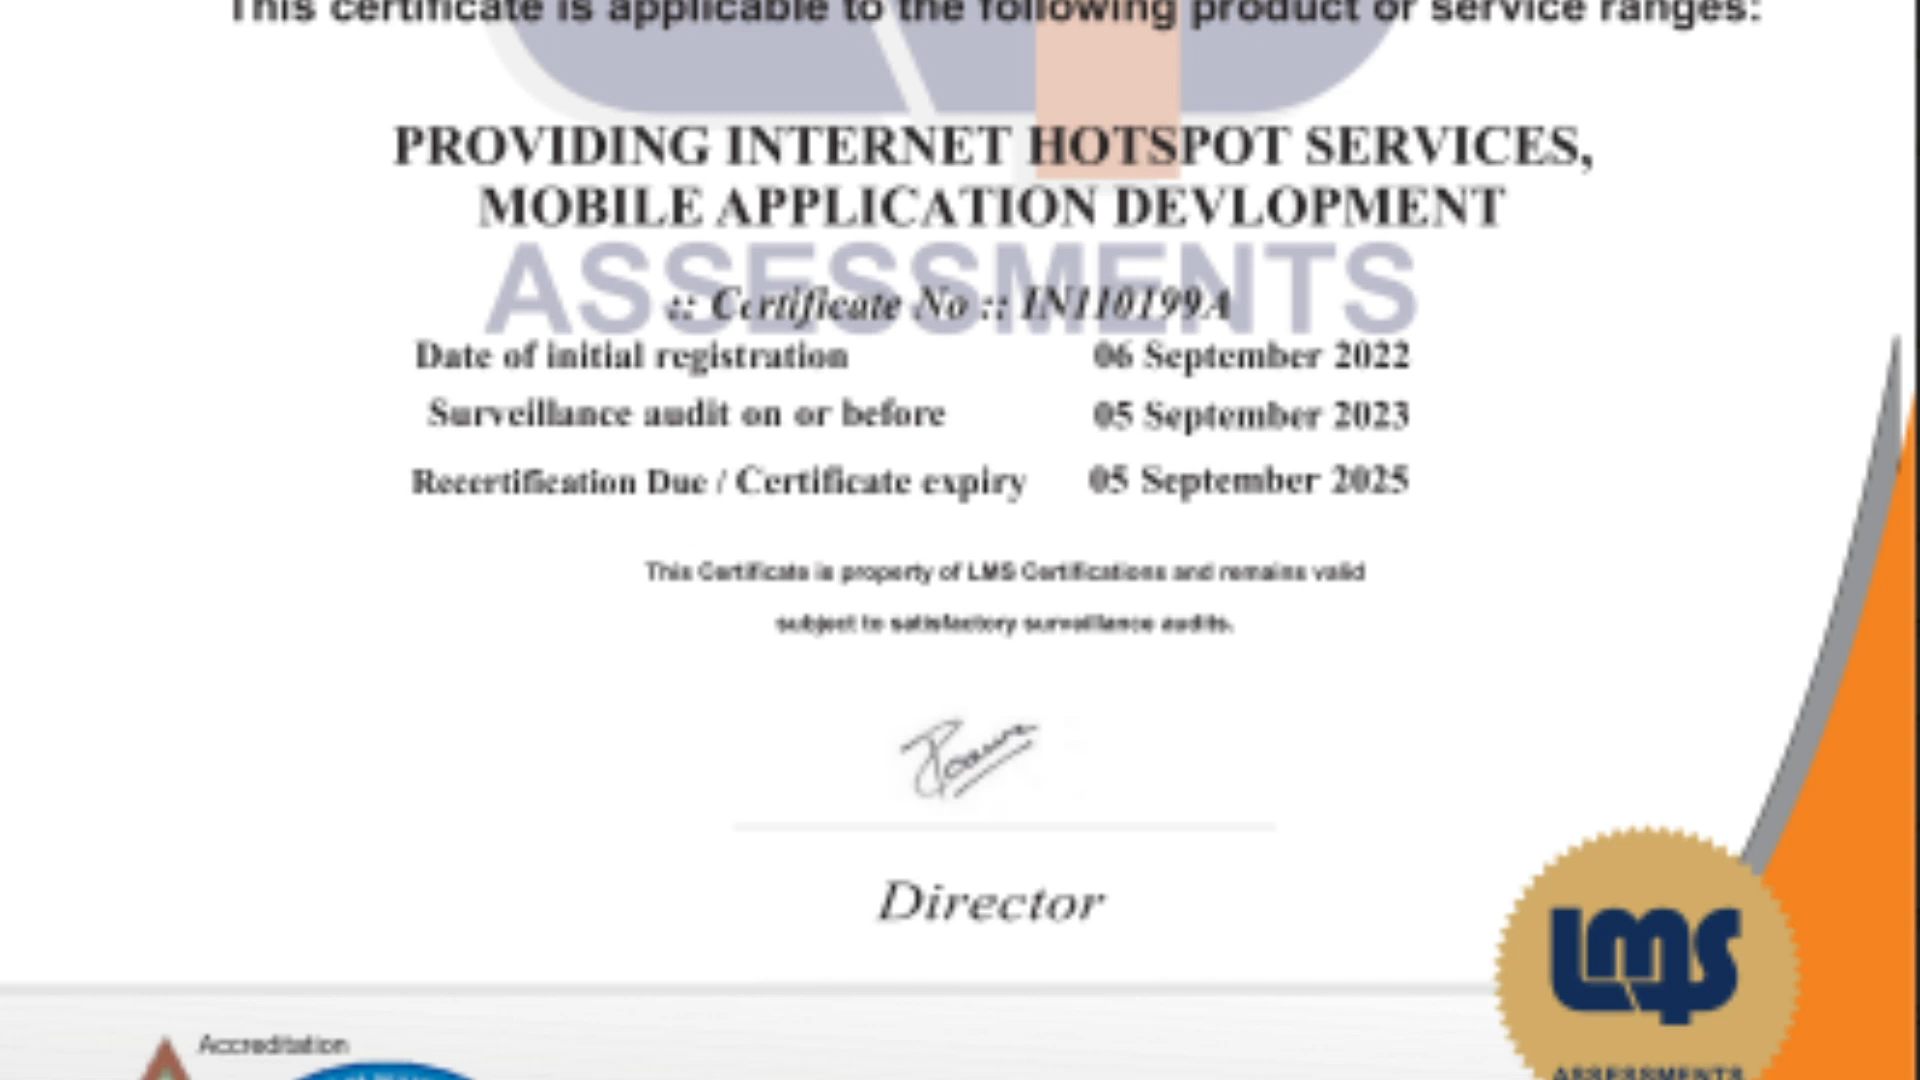 This certificate is applicable to the following product or service ranges:
PROVIDING INTERNET HOTSPOT SERVICES,
MOBILE APPLICATION DEVLOPMENT
ASSESSMENTS
:: Certificate No :: IN110199A
Date of initial registration 06 September 2022
Surveillance audit on or before 05 September 2023
Recertification Due / Certificate expiry 05 September 2025
This Certificate is property of LMS Certifications and remains valid
subject to satisfactory surveillance audits.
Director
LMS
ASSESSMENTS
Accreditation